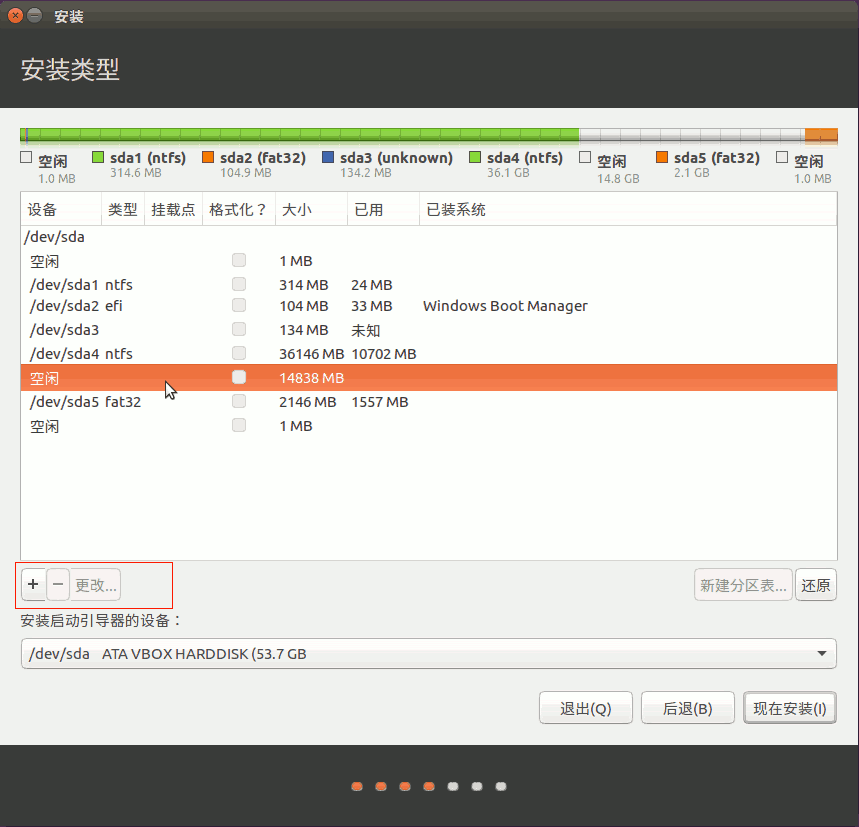 安装
安装类型
空闲 sda1 (ntfs) sda2 (fat32) sda3 (unknown) sda4 (ntfs) 空闲 sda5 (fat32) 空闲
1.0 MB 314.6 MB 104.9 MB 134.2 MB 36.1 GB 14.8 GB 2.1 GB 1.0 MB
设备 类型 挂载点 格式化？ 大小 已用 已装系统
/dev/sda
空闲 1 MB
/dev/sda1 ntfs 314 MB 24 MB
/dev/sda2 efi 104 MB 33 MB Windows Boot Manager
/dev/sda3 134 MB 未知
/dev/sda4 ntfs 36146 MB 10702 MB
空闲 14838 MB
/dev/sda5 fat32 2146 MB 1557 MB
空闲 1 MB
+ − 更改... 新建分区表... 还原
安装启动引导器的设备：
/dev/sda ATA VBOX HARDDISK (53.7 GB
退出(Q) 后退(B) 现在安装(I)